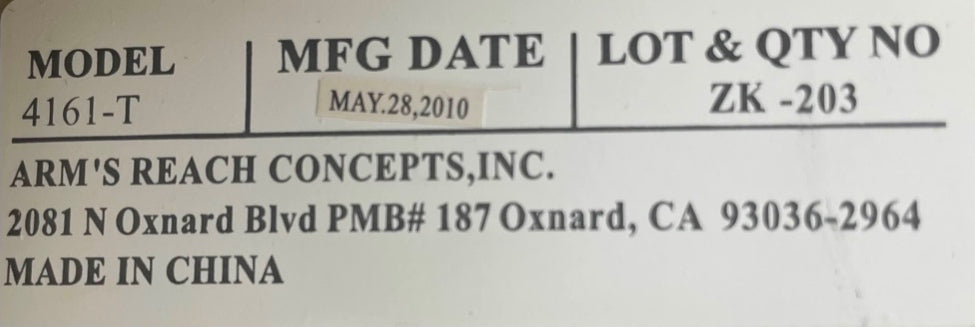 MODEL MFG DATE LOT & QTY NO
4161-T MAY.28,2010 ZK -203
ARM'S REACH CONCEPTS,INC.
2081 N Oxnard Blvd PMB# 187 Oxnard, CA 93036-2964
MADE IN CHINA